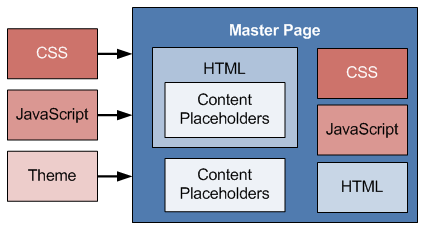 Master Page
CSS
JavaScript
Theme
HTML
Content
Placeholders
Content
Placeholders
CSS
JavaScript
HTML